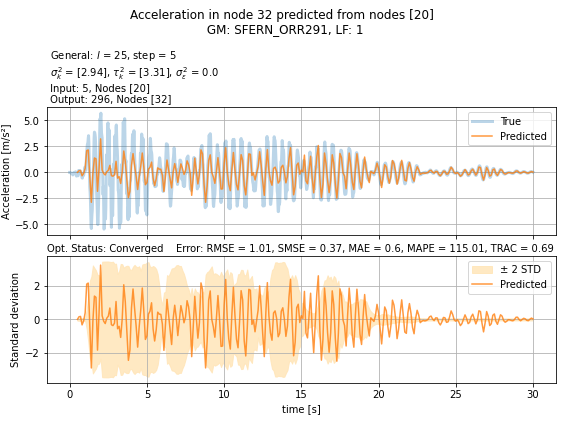 Acceleration in node 32 predicted from nodes [20]
GM: SFERN_ORR291, LF: 1
General: l = 25, step = 5
σ²ₖ = [2.94], τ²ₖ = [3.31], σ²ε = 0.0
Input: 5, Nodes [20]
Output: 296, Nodes [32]
Acceleration [m/s²]
5.0
2.5
0.0
−2.5
−5.0
True
Predicted
Opt. Status: Converged Error: RMSE = 1.01, SMSE = 0.37, MAE = 0.6, MAPE = 115.01, TRAC = 0.69
Standard deviation
2
0
−2
± 2 STD
Predicted
0 5 10 15 20 25 30
time [s]